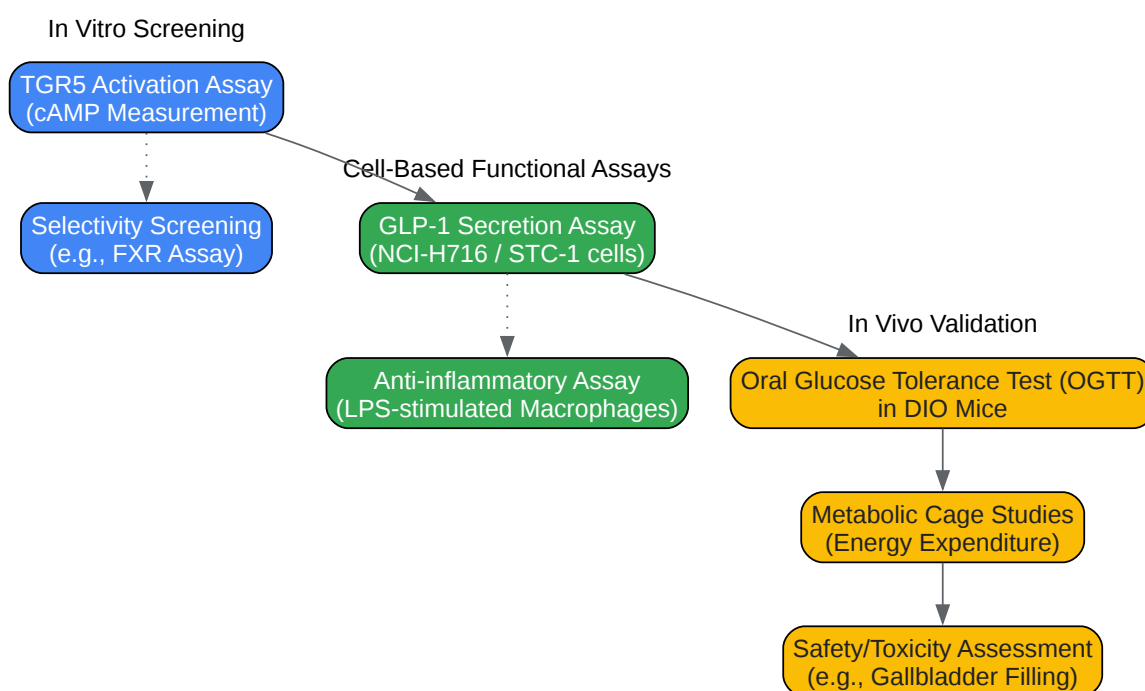 In Vitro Screening
TGR5 Activation Assay
(cAMP Measurement)
Selectivity Screening
(e.g., FXR Assay)
Cell-Based Functional Assays
GLP-1 Secretion Assay
(NCI-H716 / STC-1 cells)
Anti-inflammatory Assay
(LPS-stimulated Macrophages)
In Vivo Validation
Oral Glucose Tolerance Test (OGTT)
in DIO Mice
Metabolic Cage Studies
(Energy Expenditure)
Safety/Toxicity Assessment
(e.g., Gallbladder Filling)